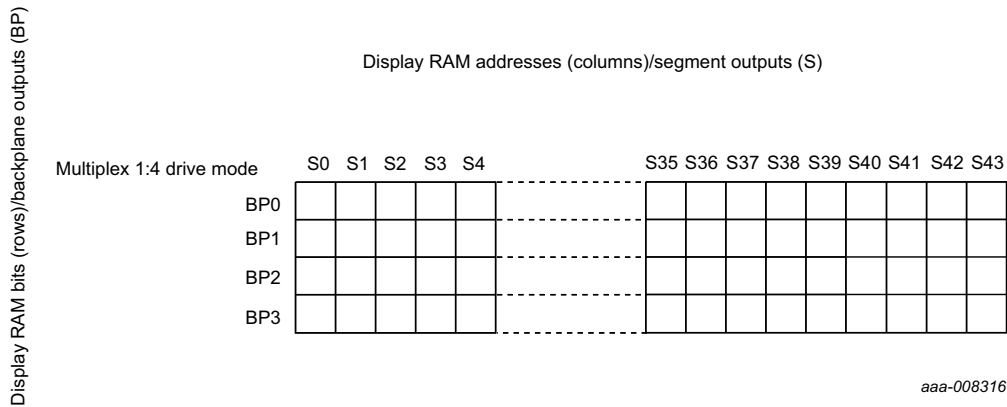 Display RAM bits (rows)/backplane outputs (BP)
Display RAM addresses (columns)/segment outputs (S)
Multiplex 1:4 drive mode S0 S1 S2 S3 S4 S35 S36 S37 S38 S39 S40 S41 S42 S43
BP0
BP1
BP2
BP3
aaa-008316